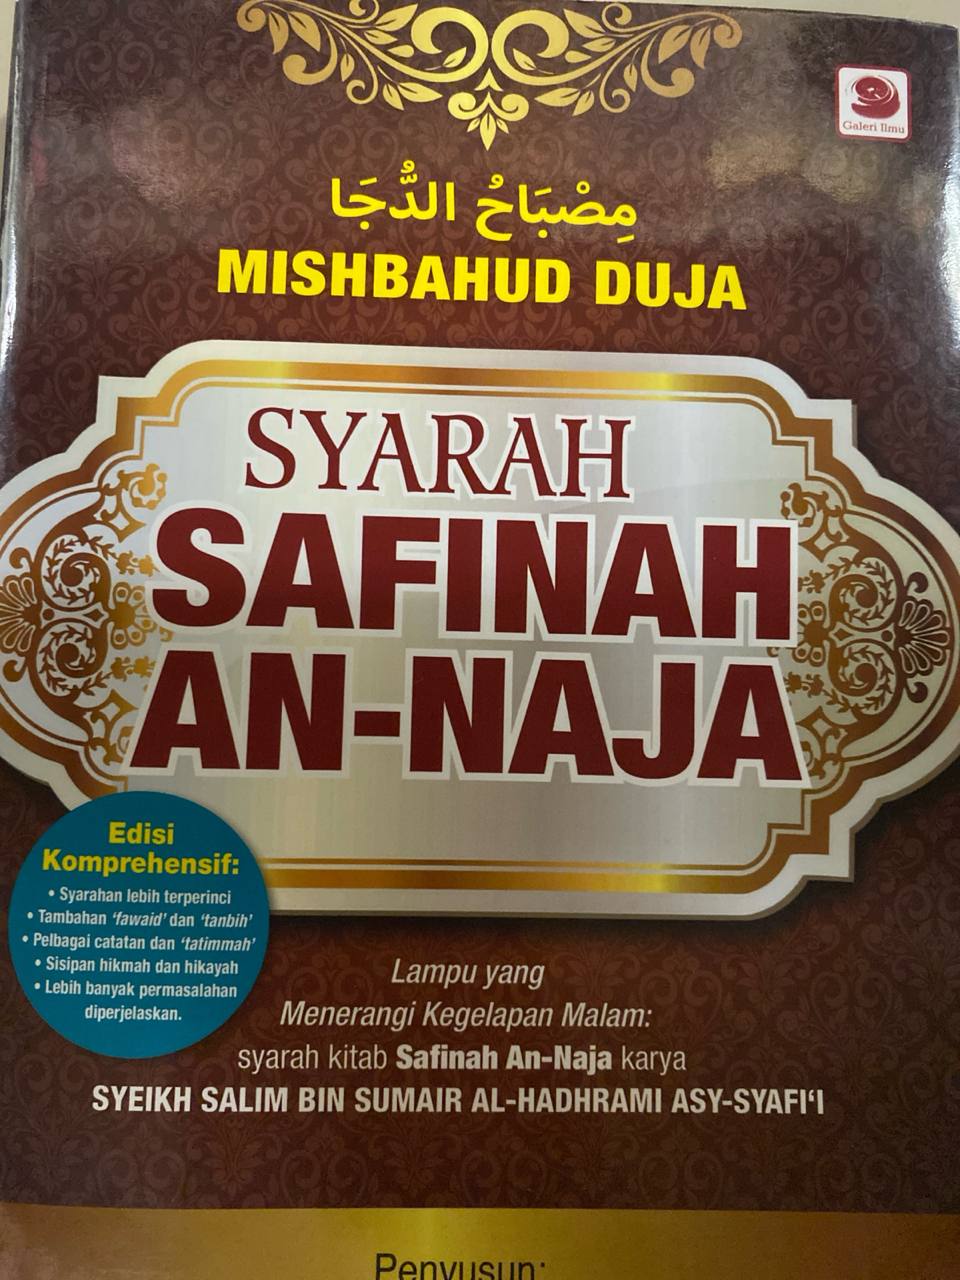 Galeri Ilmu
مِصْبَاحُ الدُّجَا
MISHBAHUD DUJA
SYARAH
SAFINAH
AN-NAJA
Edisi
Komprehensif:
• Syarahan lebih terperinci
• Tambahan 'fawaid' dan 'tanbih'
• Pelbagai catatan dan 'tatimmah'
• Sisipan hikmah dan hikayah
• Lebih banyak permasalahan
diperjelaskan.
Lampu yang
Menerangi Kegelapan Malam:
syarah kitab Safinah An-Naja karya
SYEIKH SALIM BIN SUMAIR AL-HADHRAMI ASY-SYAFI‘I
Penyusun: